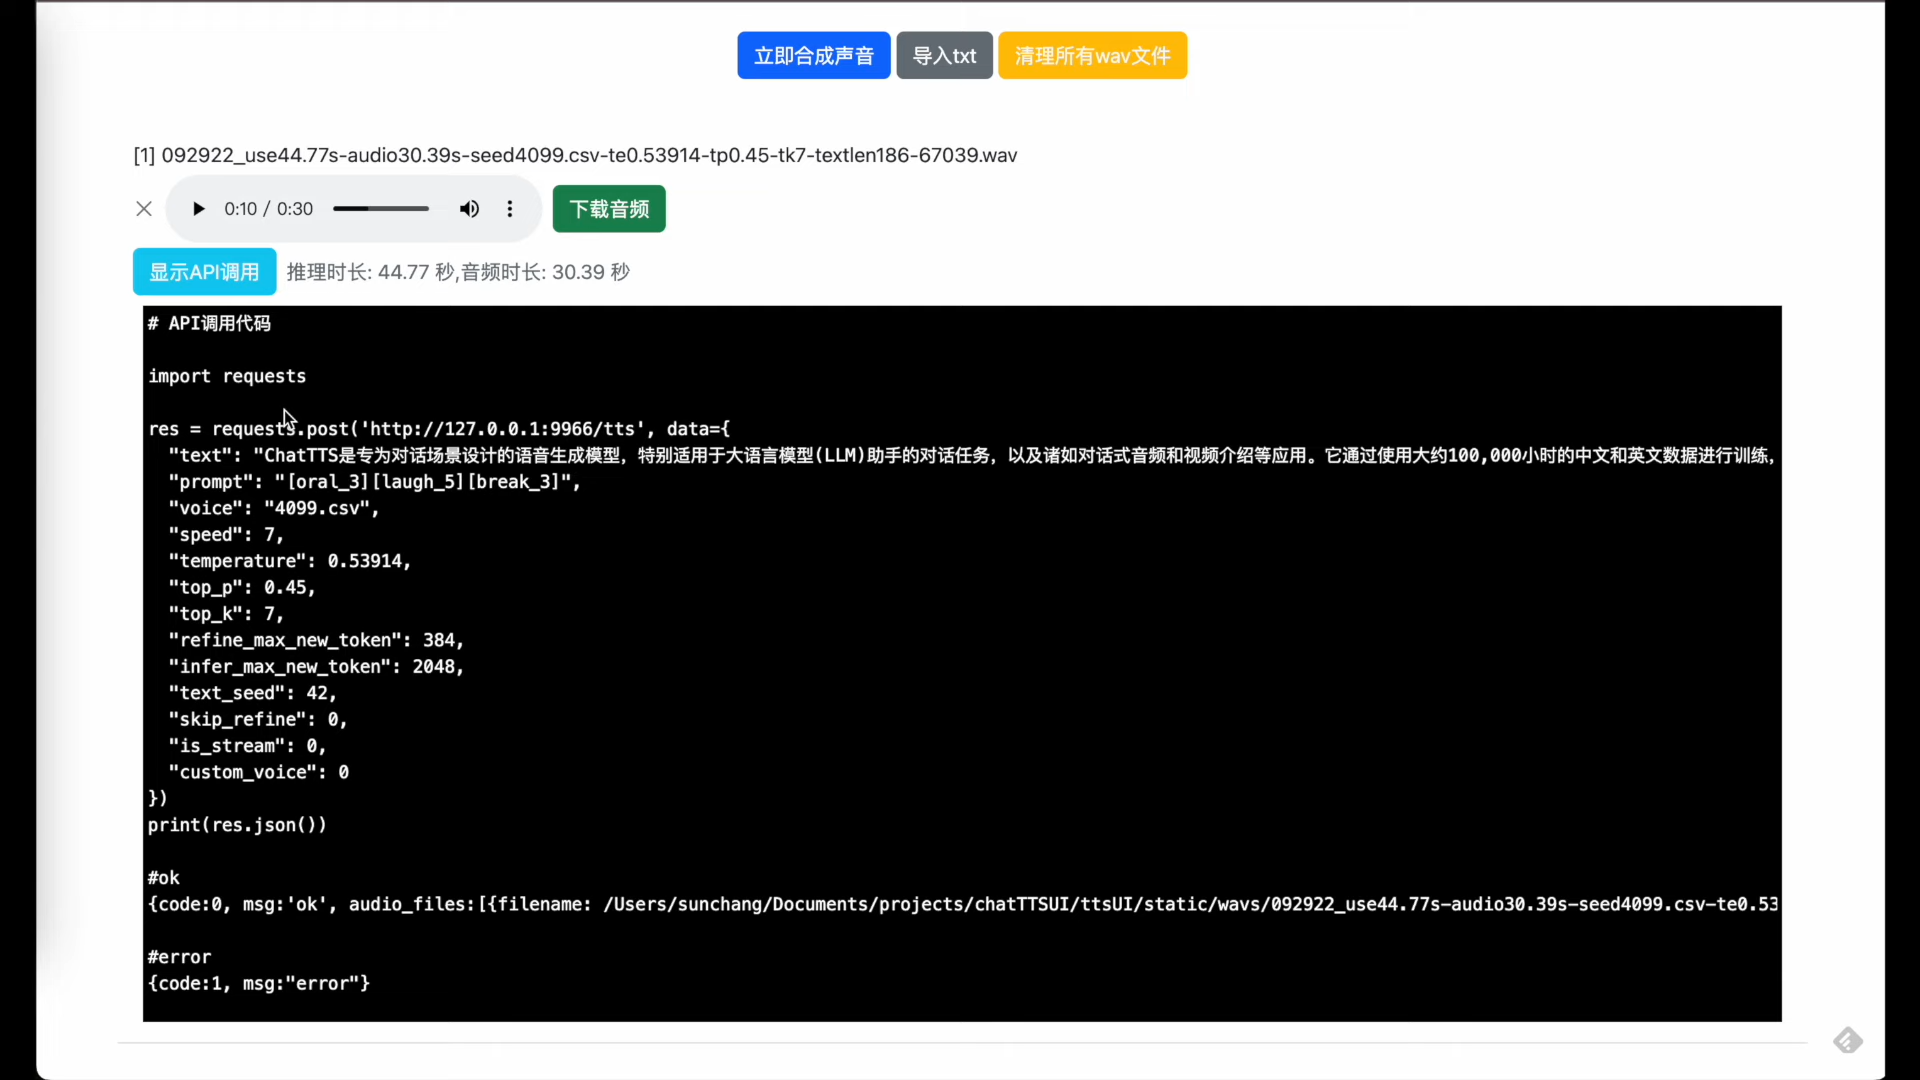 立即合成声音 导入txt 清理所有wav文件
[1] 092922_use44.77s-audio30.39s-seed4099.csv-te0.53914-tp0.45-tk7-textlen186-67039.wav
0:10 / 0:30 下载音频
显示API调用 推理时长: 44.77 秒,音频时长: 30.39 秒
# API调用代码
import requests
res = requests.post('http://127.0.0.1:9966/tts', data={
"text": "ChatTTS是专为对话场景设计的语音生成模型，特别适用于大语言模型(LLM)助手的对话任务，以及诸如对话式音频和视频介绍等应用。它通过使用大约100,000小时的中文和英文数据进行训练，
"prompt": "[oral_3][laugh_5][break_3]",
"voice": "4099.csv",
"speed": 7,
"temperature": 0.53914,
"top_p": 0.45,
"top_k": 7,
"refine_max_new_token": 384,
"infer_max_new_token": 2048,
"text_seed": 42,
"skip_refine": 0,
"is_stream": 0,
"custom_voice": 0
})
print(res.json())
#ok
{code:0, msg:'ok', audio_files:[{filename: /Users/sunchang/Documents/projects/chatTTSUI/ttsUI/static/wavs/092922_use44.77s-audio30.39s-seed4099.csv-te0.53
#error
{code:1, msg:"error"}